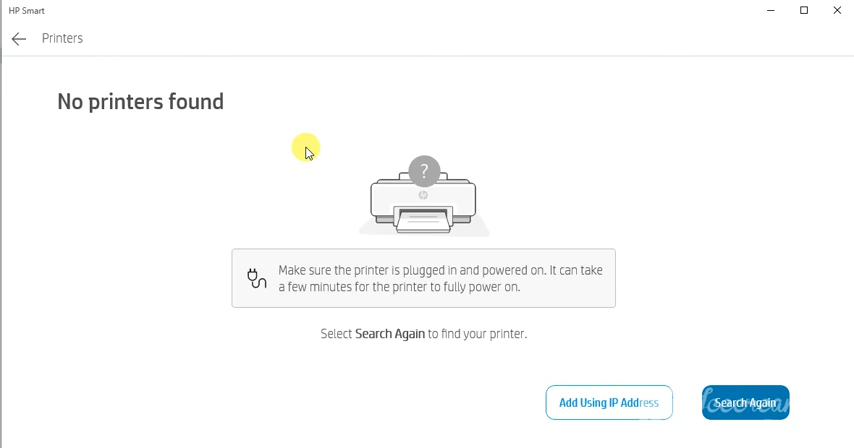 HP Smart
Printers
No printers found
?
hp
Make sure the printer is plugged in and powered on. It can take
a few minutes for the printer to fully power on.
Select Search Again to find your printer.
Add Using IP Address
Search Again